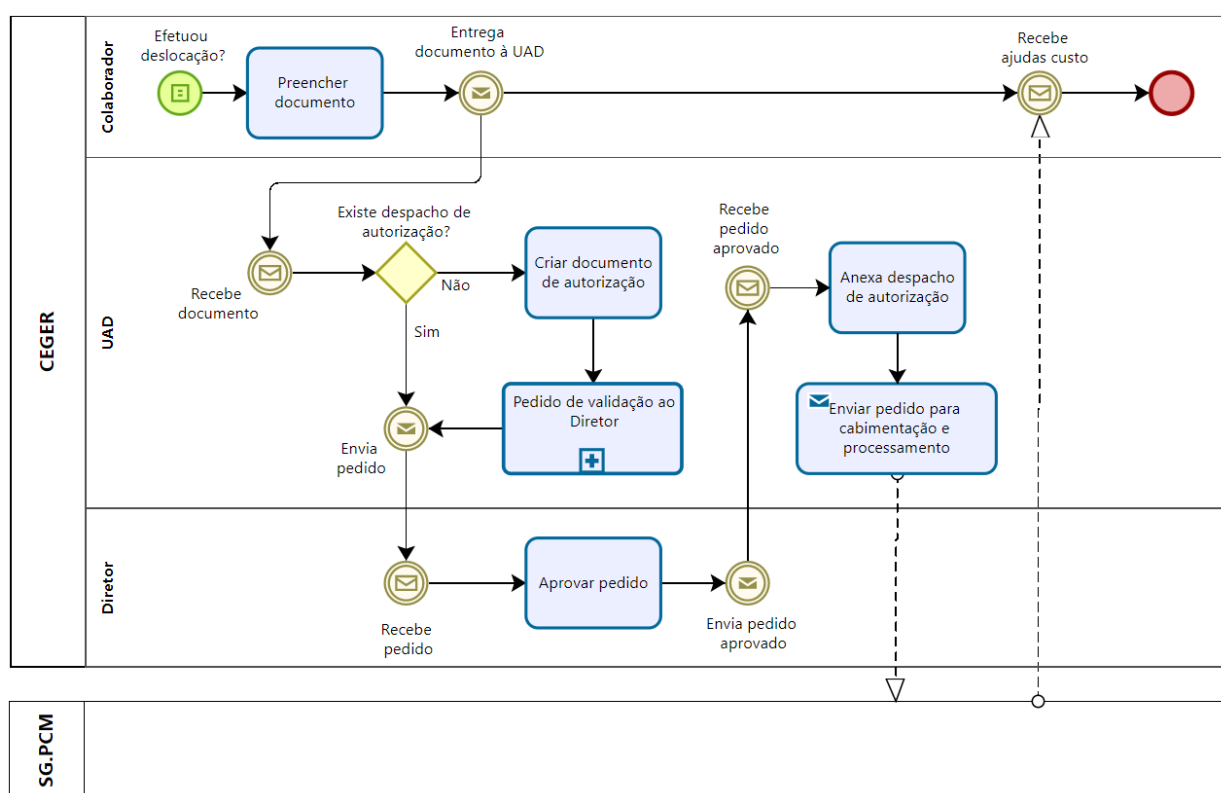 CEGER
Colaborador
Efetuou
deslocação?
Preencher
documento
Entrega
documento à UAD
Recebe
ajudas custo
UAD
Recebe
documento
Existe despacho de
autorização?
Não
Sim
Criar documento
de autorização
Pedido de validação ao
Diretor
Envia
pedido
Recebe
pedido
aprovado
Anexa despacho
de autorização
Enviar pedido para
cabimentação e
processamento
Diretor
Recebe
pedido
Aprovar pedido
Envia pedido
aprovado
SG.PCM